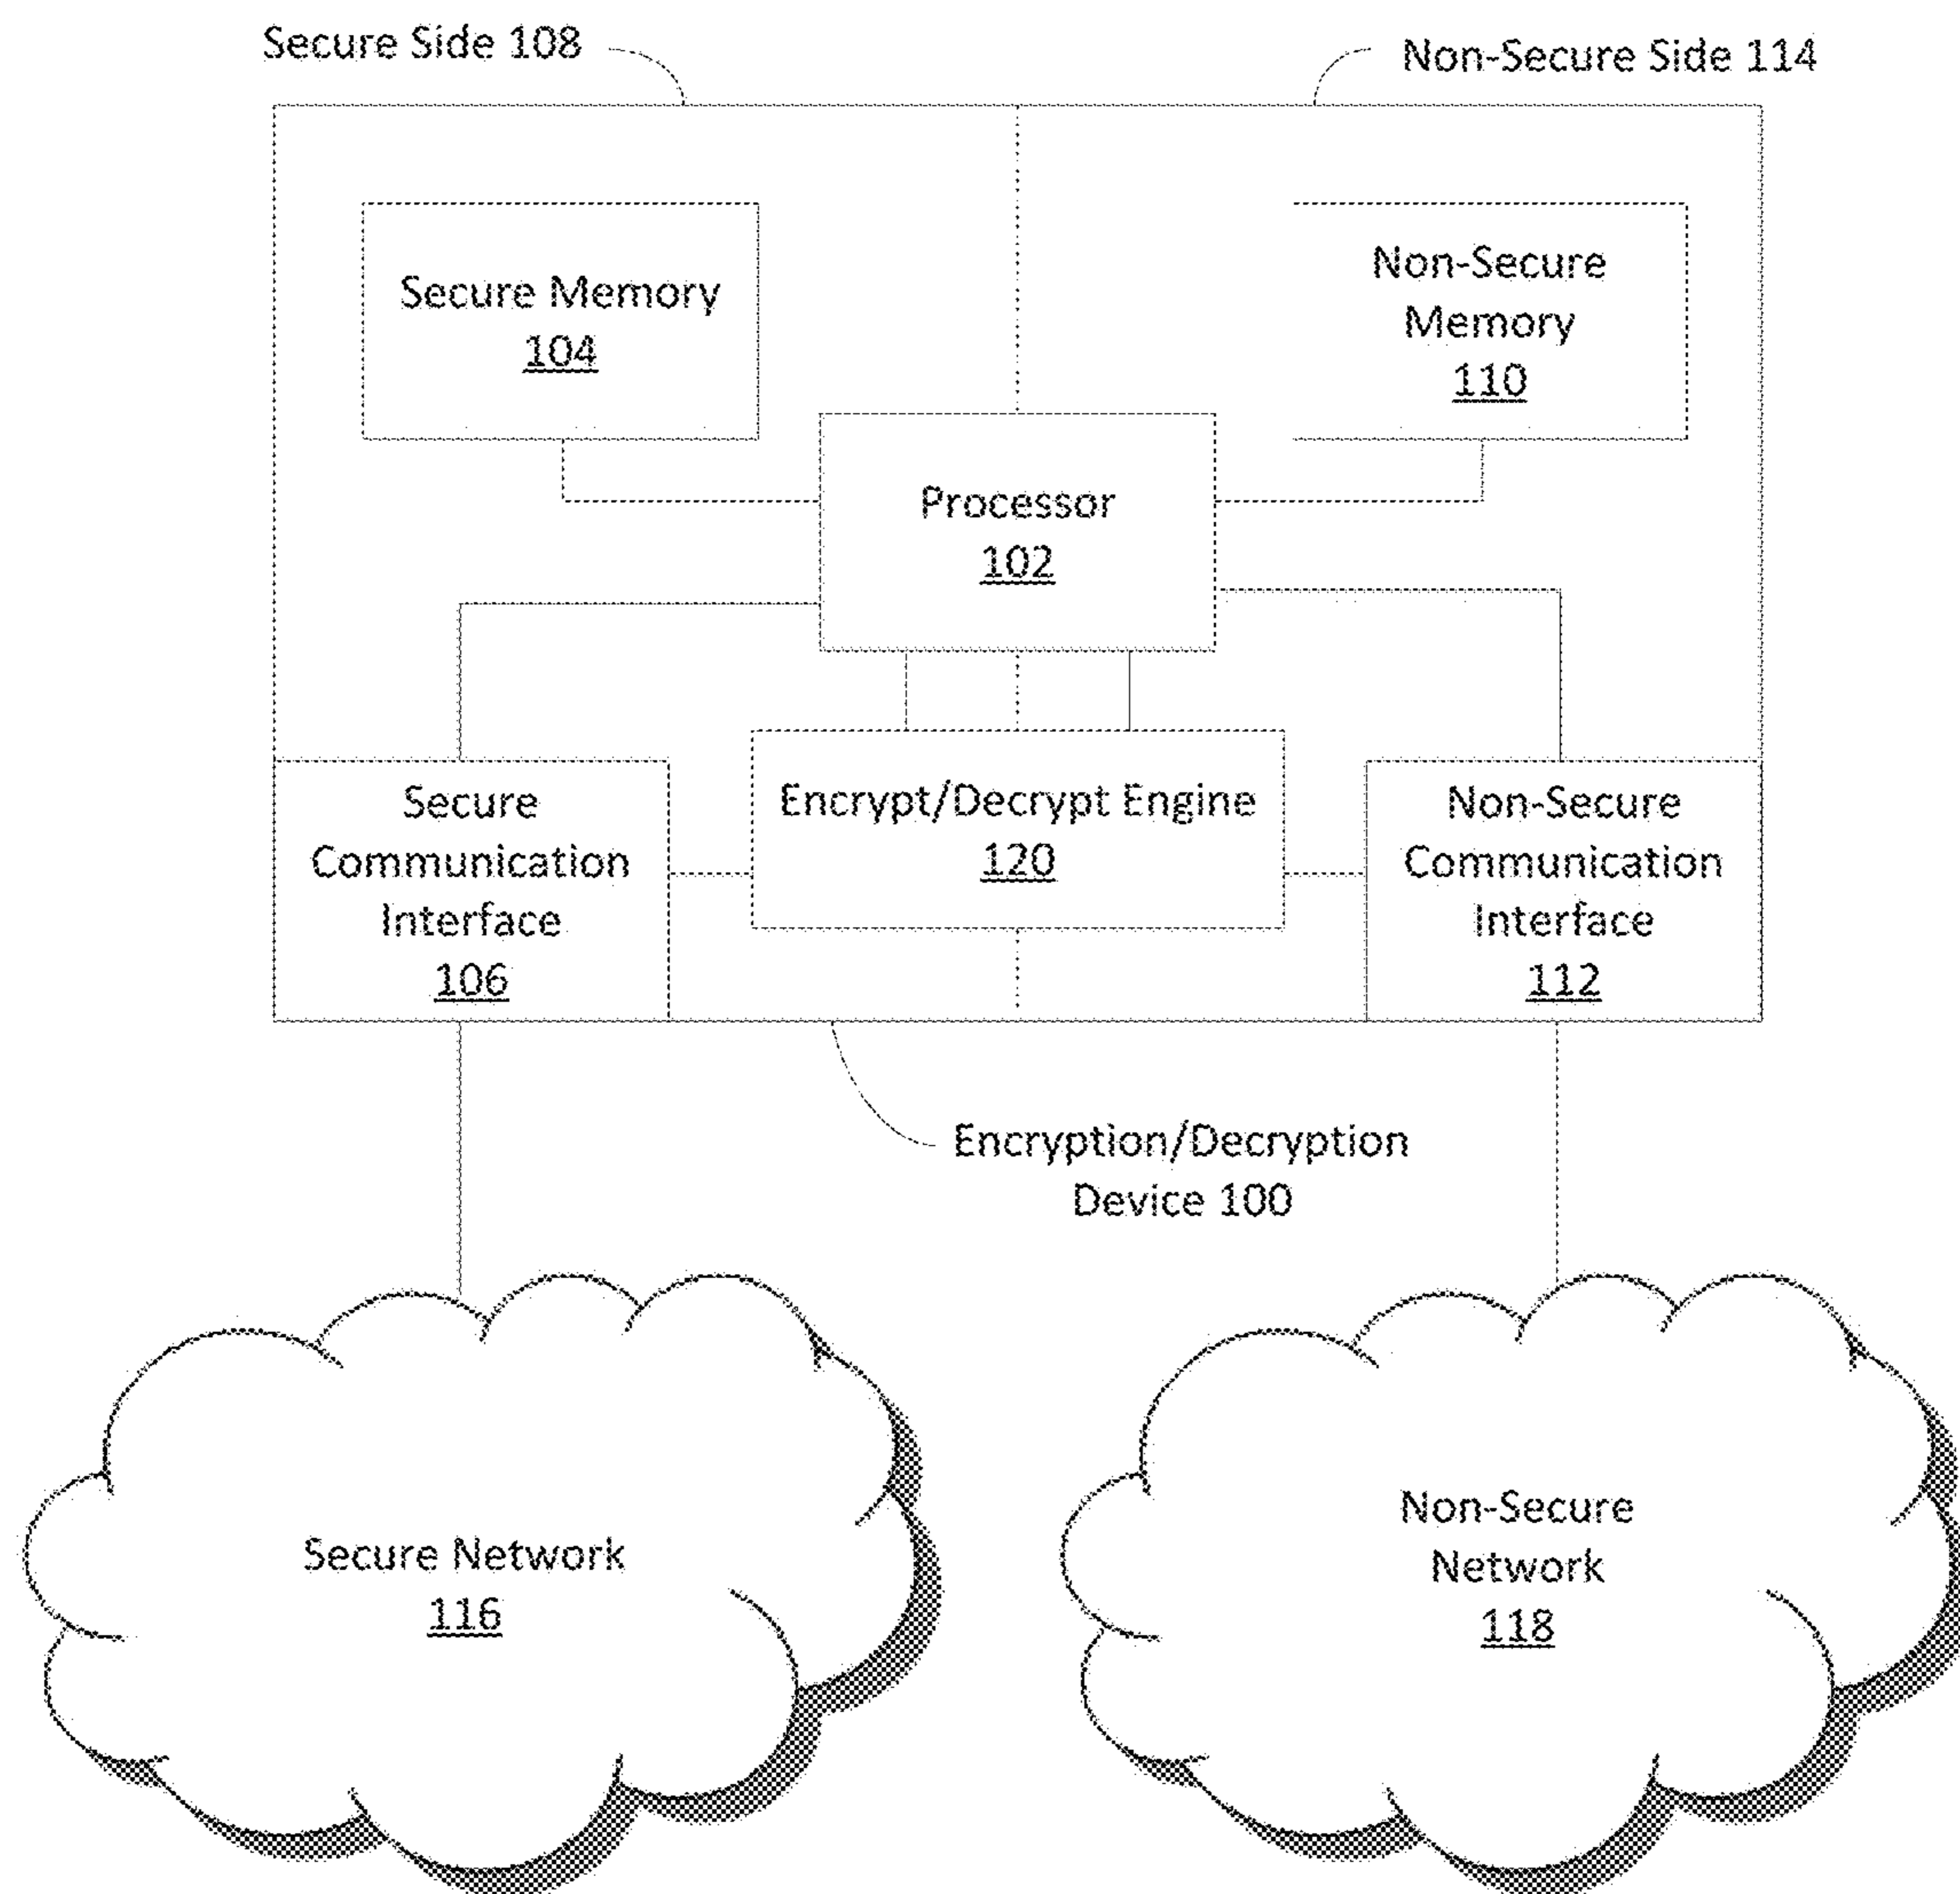 Secure Side 108
Non-Secure Side 114
Secure Memory
104
Non-Secure
Memory
110
Processor
102
Secure
Communication
Interface
106
Encrypt/Decrypt Engine
120
Non-Secure
Communication
Interface
112
Encryption/Decryption
Device 100
Secure Network
116
Non-Secure
Network
118